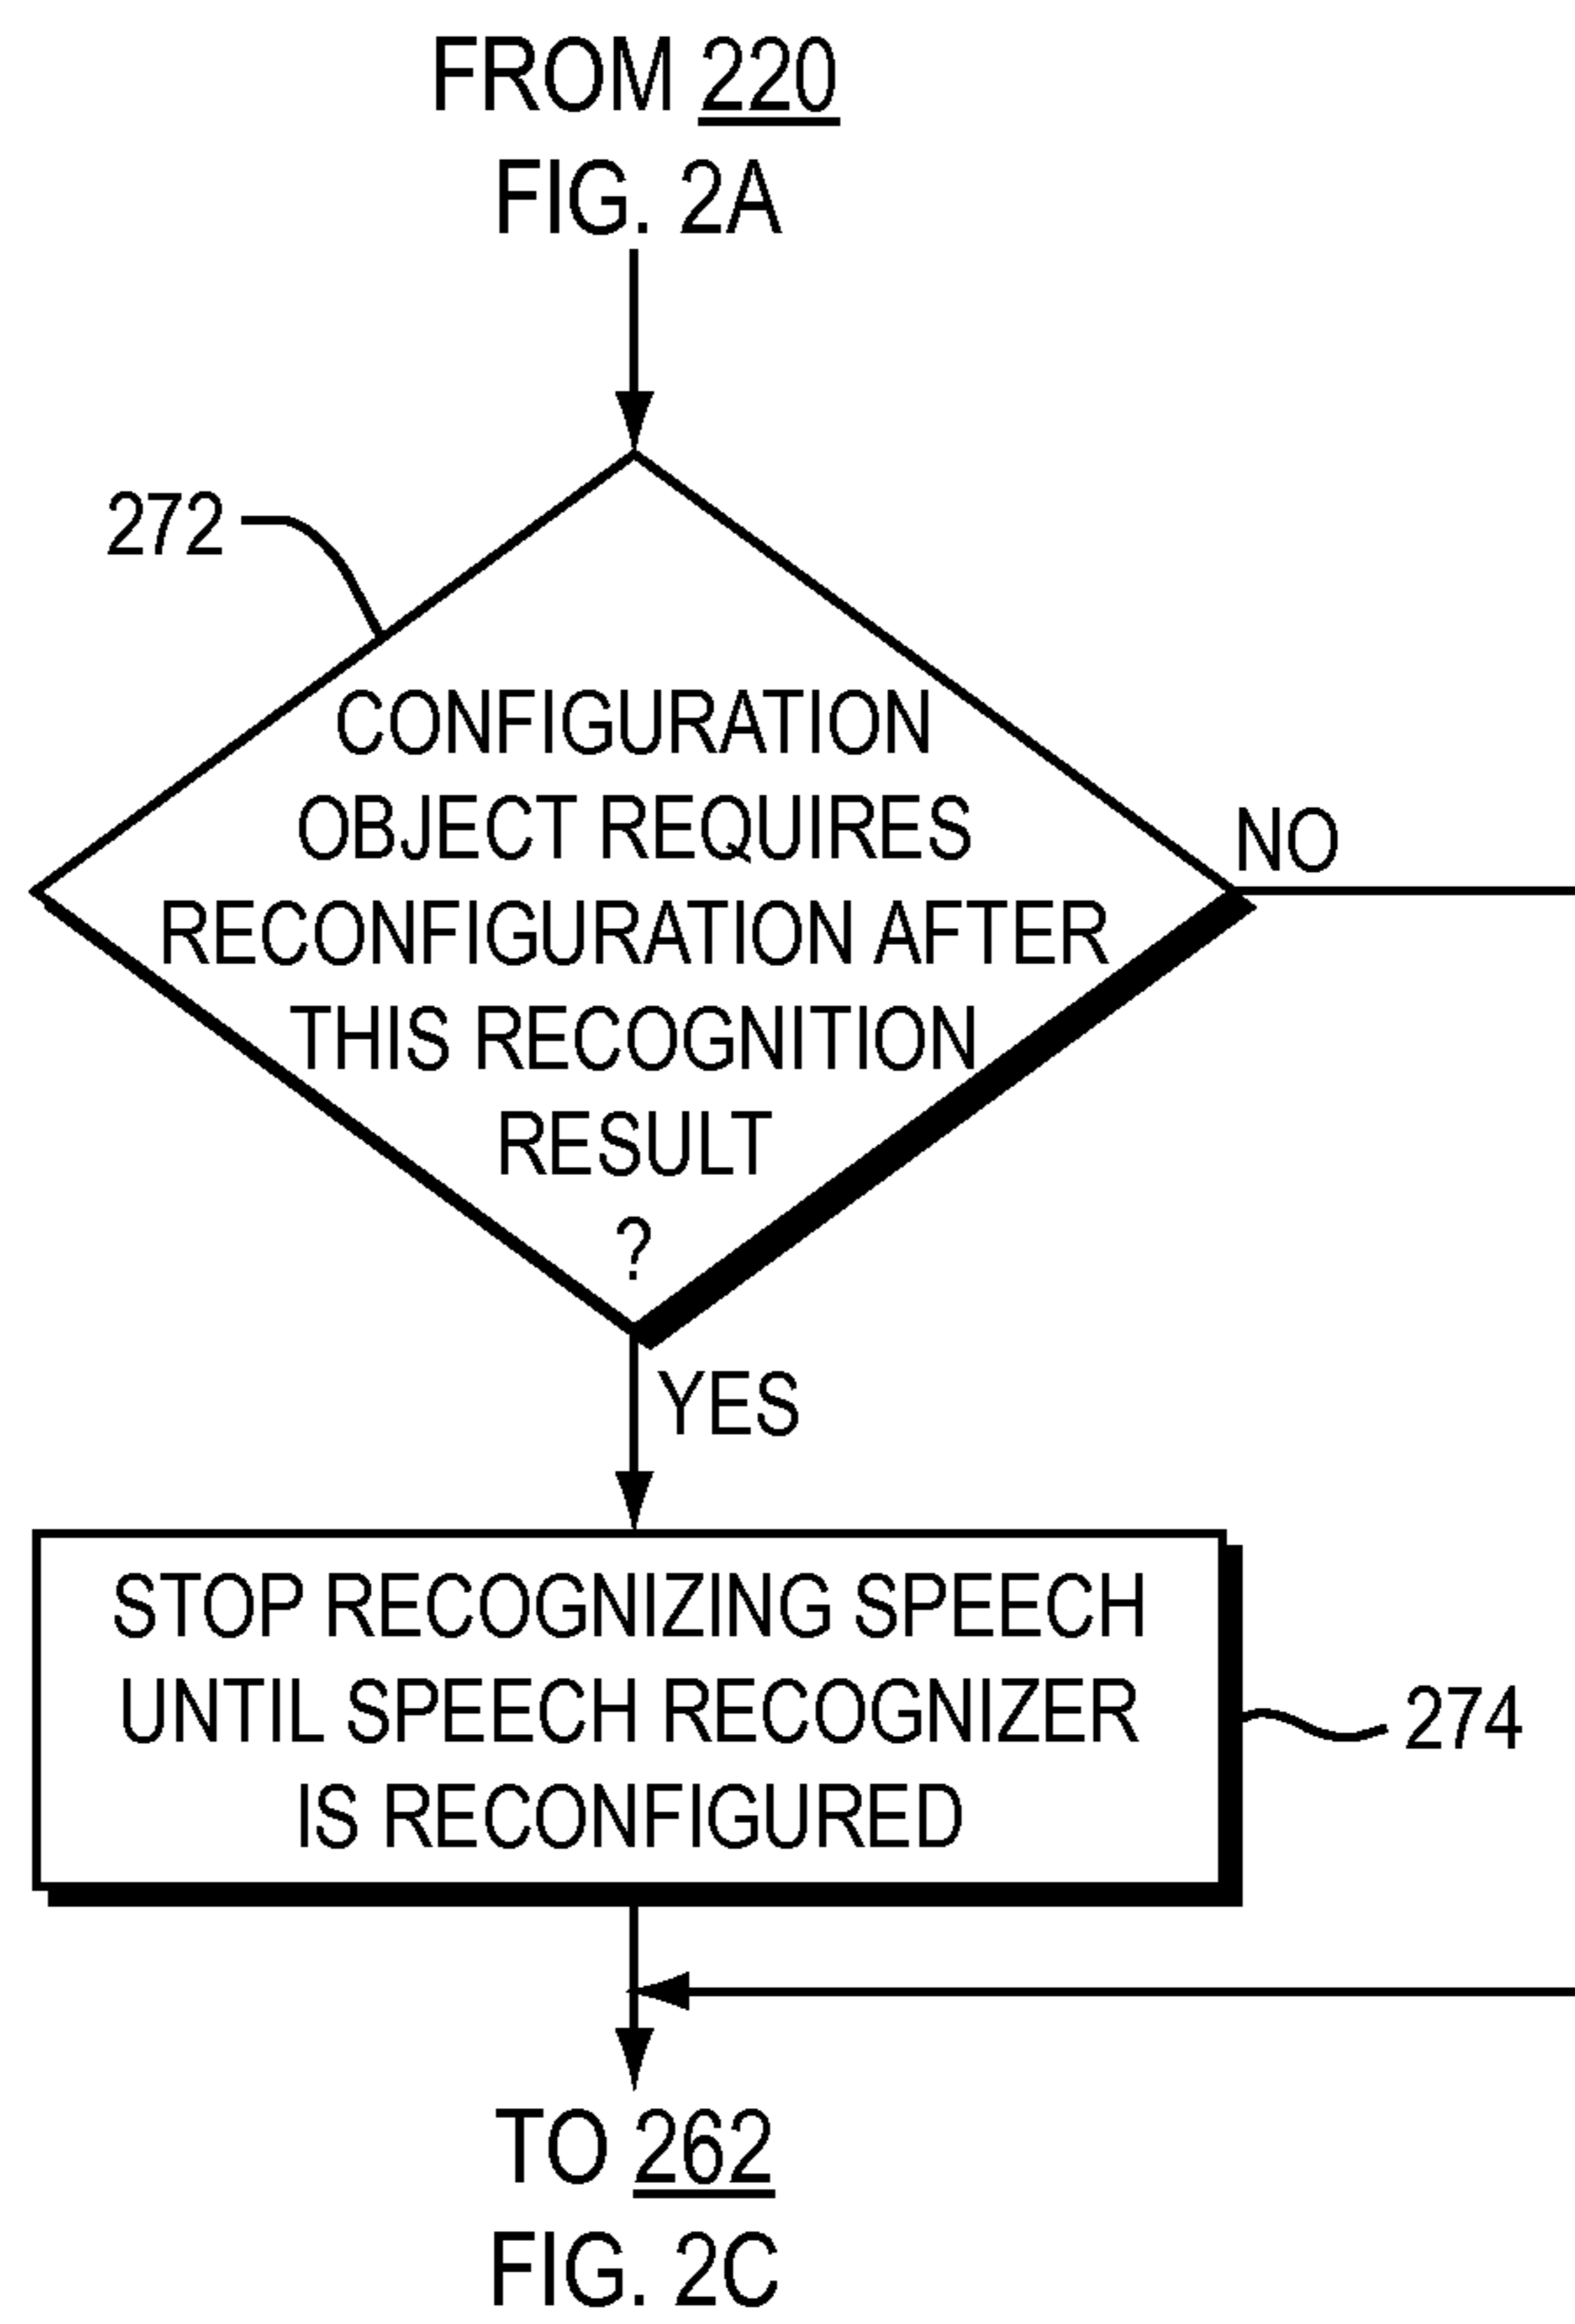 FROM 220
FIG. 2A
272
CONFIGURATION
OBJECT REQUIRES
NO
RECONFIGURATION AFTER
THIS RECOGNITION
RESULT
?
YES
STOP RECOGNIZING SPEECH
UNTIL SPEECH RECOGNIZER
274
IS RECONFIGURED
TO 262
FIG. 2C